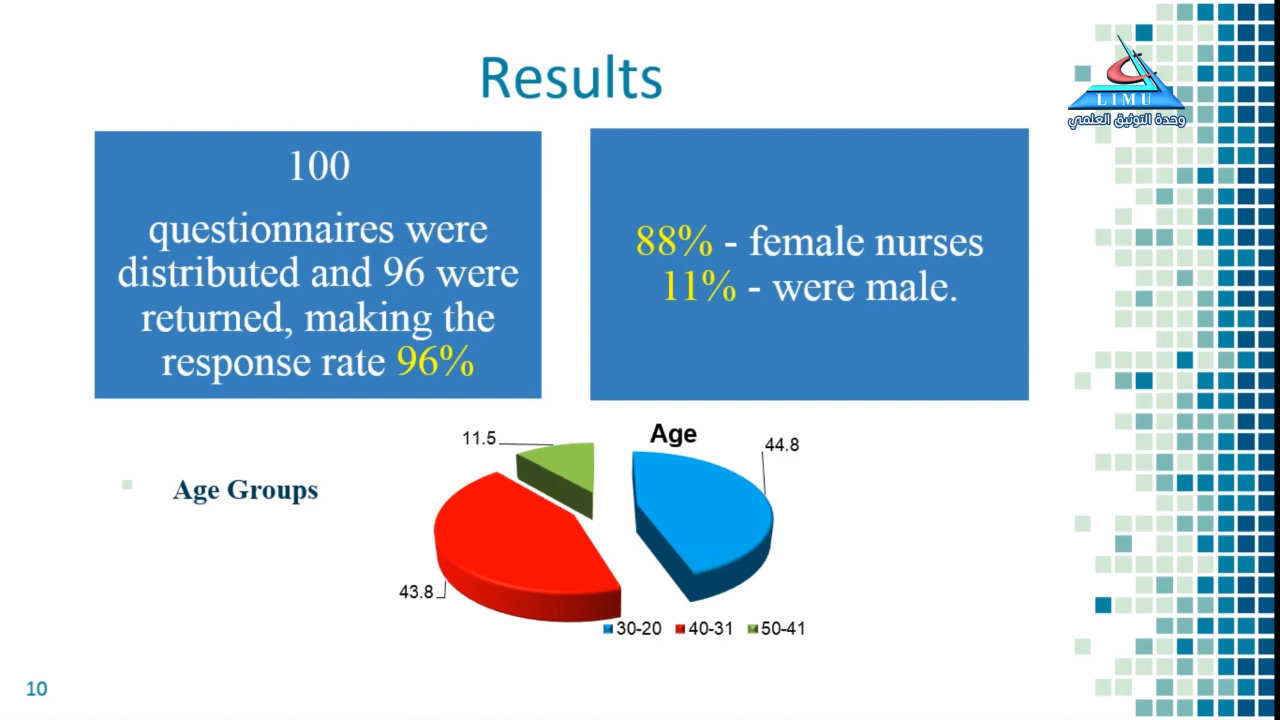 Results
LIMU
وحدة التوثيق العلمي
100
questionnaires were
distributed and 96 were
returned, making the
response rate 96%
88% - female nurses
11% - were male.
Age Groups
Age
11.5
44.8
43.8
30-20 40-31 50-41
10